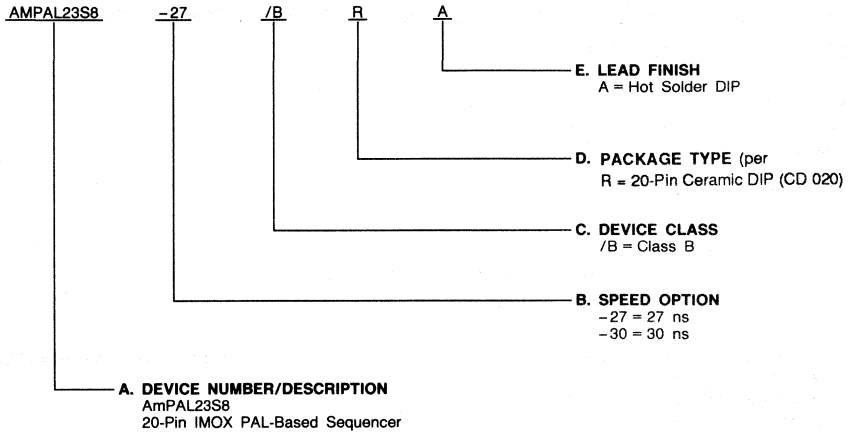 AMPAL23S8 -27 /B R A
E. LEAD FINISH
A = Hot Solder DIP
D. PACKAGE TYPE (per
R = 20-Pin Ceramic DIP (CD 020)
C. DEVICE CLASS
/B = Class B
B. SPEED OPTION
-27 = 27 ns
-30 = 30 ns
A. DEVICE NUMBER/DESCRIPTION
AmPAL23S8
20-Pin IMOX PAL-Based Sequencer